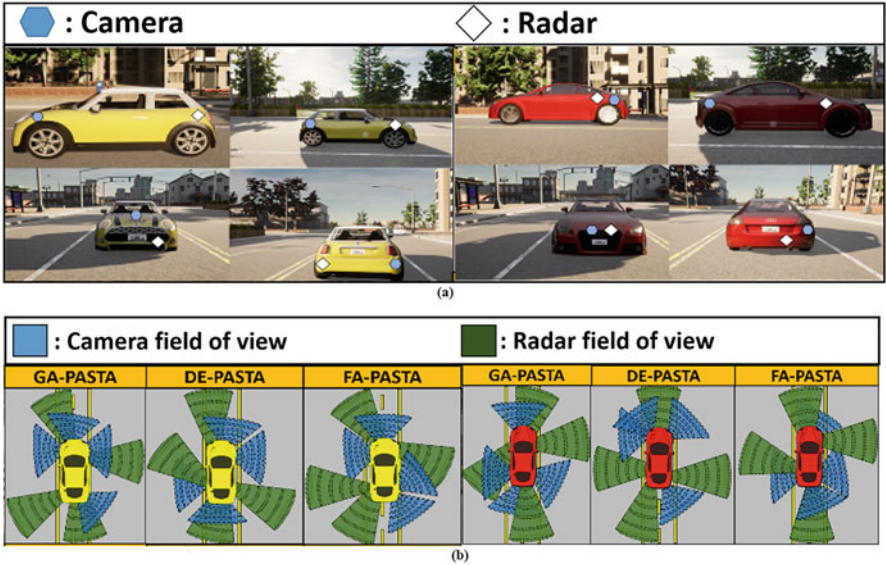 : Camera : Radar
(a)
: Camera field of view : Radar field of view
GA-PASTA DE-PASTA FA-PASTA GA-PASTA DE-PASTA FA-PASTA
(b)